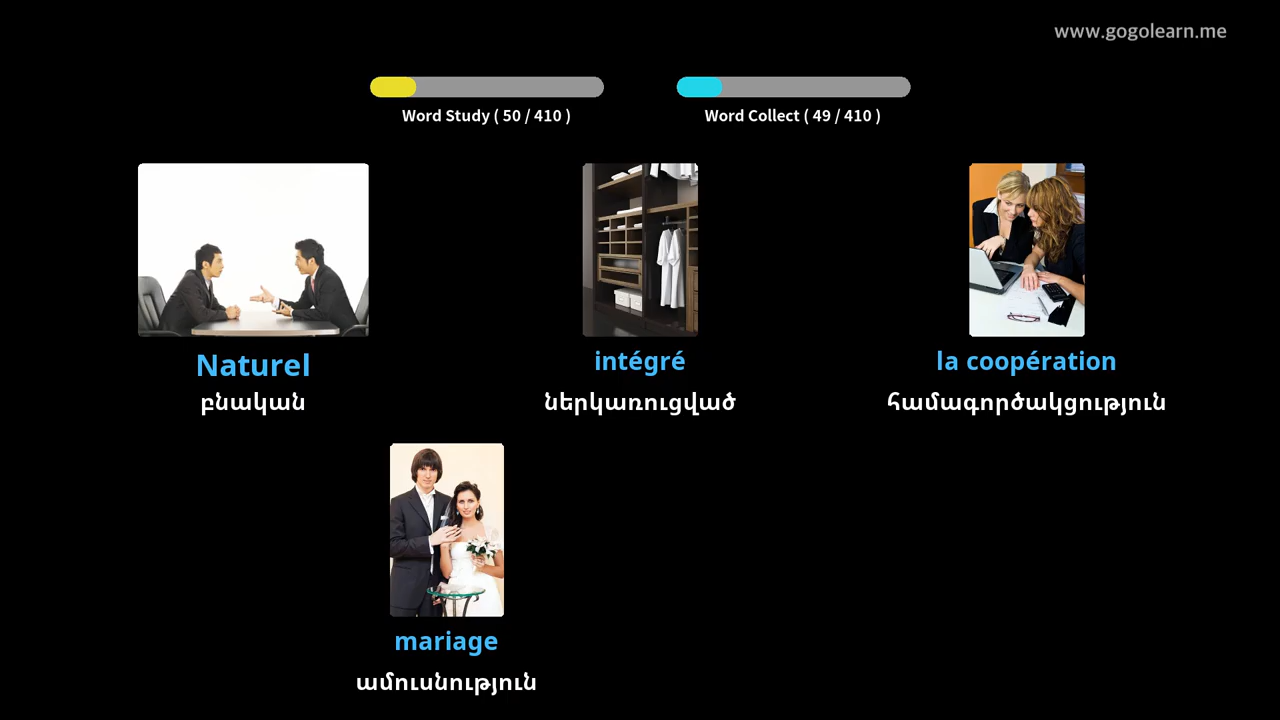 www.gogolearn.me
Word Study ( 50 / 410 )
Word Collect ( 49 / 410 )
Naturel
intégré
la coopération
բնական
ներկառուցված
համագործակցություն
mariage
ամուսնություն